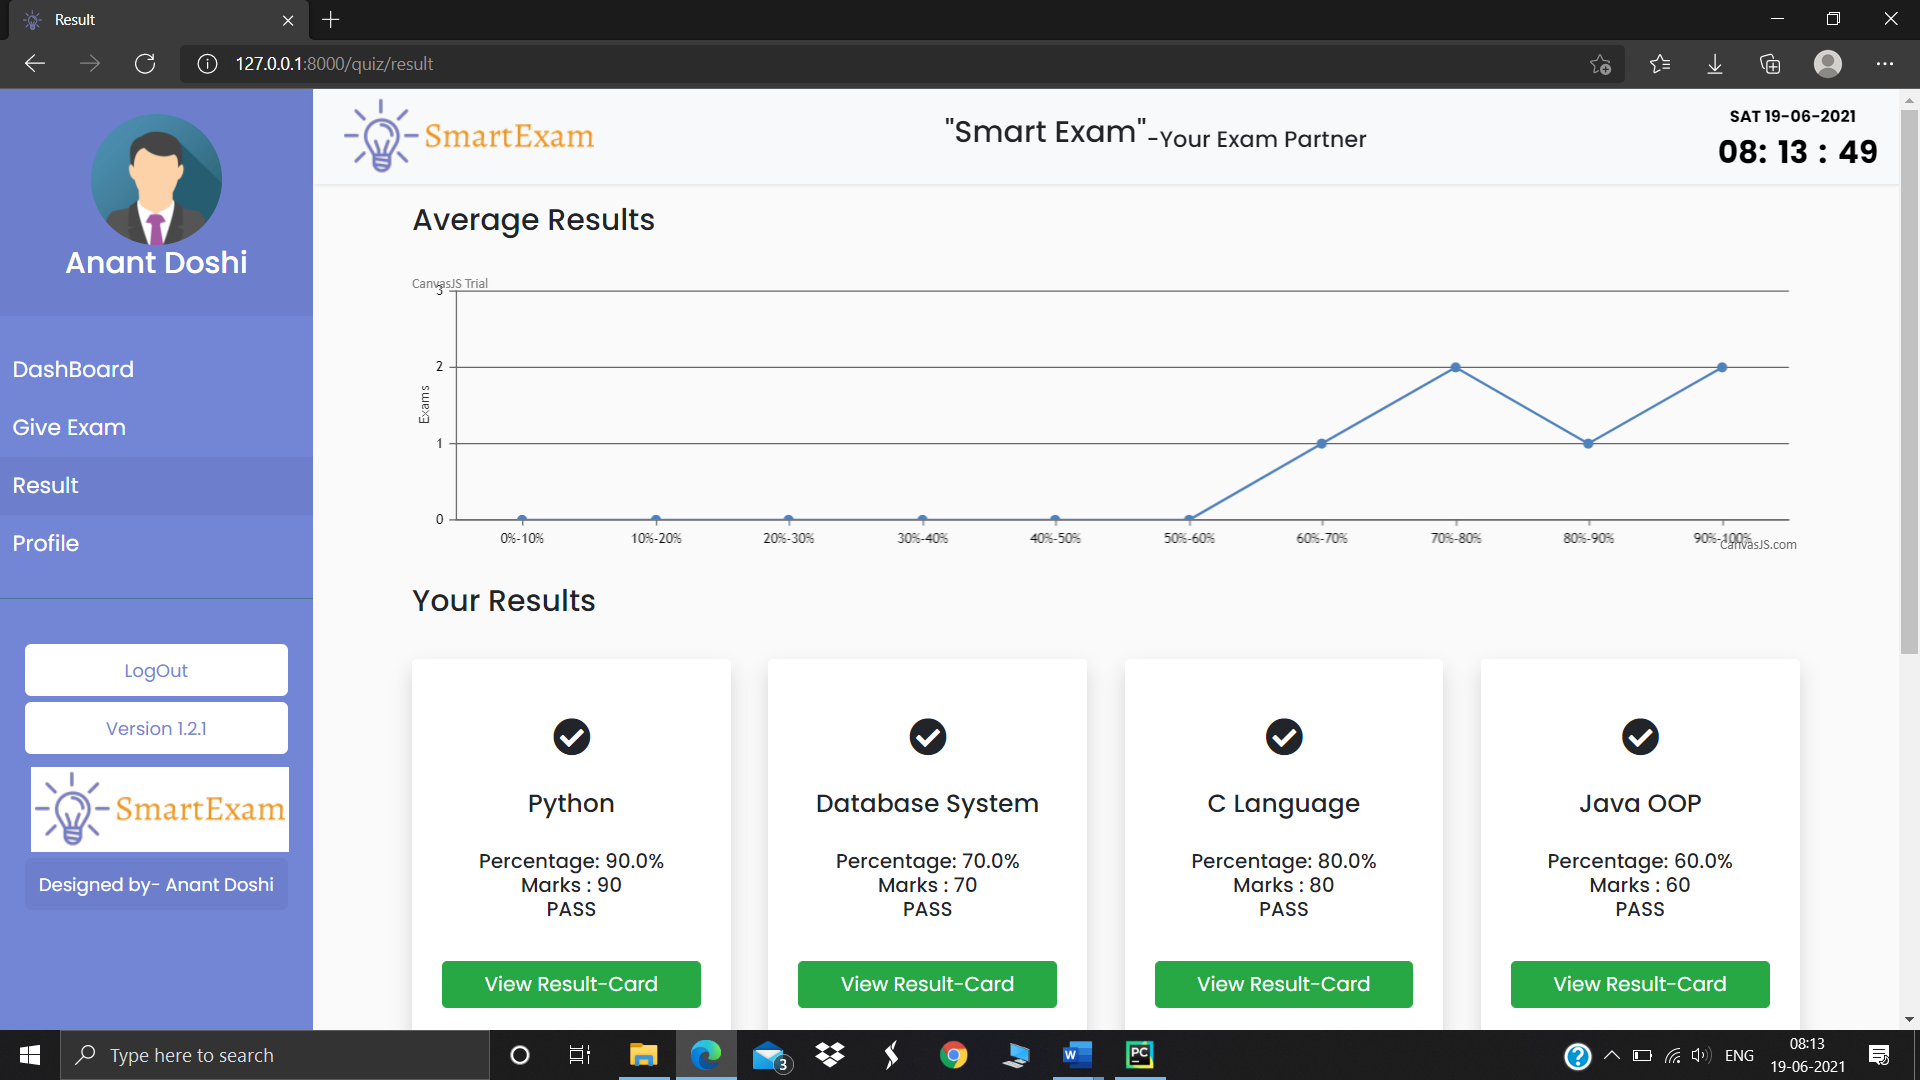 Result
127.0.0.1:8000/quiz/result
Anant Doshi
DashBoard
Give Exam
Result
Profile
LogOut
Version 1.2.1
SmartExam
Designed by- Anant Doshi
SmartExam
"Smart Exam"-Your Exam Partner
SAT 19-06-2021
08: 13 : 49
Average Results
CanvasJS Trial
3
2
1
0
Exams
0%-10% 10%-20% 20%-30% 30%-40% 40%-50% 50%-60% 60%-70% 70%-80% 80%-90% 90%-100%
CanvasJS.com
Your Results
Python
Percentage: 90.0%
Marks : 90
PASS
View Result-Card
Database System
Percentage: 70.0%
Marks : 70
PASS
View Result-Card
C Language
Percentage: 80.0%
Marks : 80
PASS
View Result-Card
Java OOP
Percentage: 60.0%
Marks : 60
PASS
View Result-Card
Type here to search
3
W
PC
ENG
08:13
19-06-2021